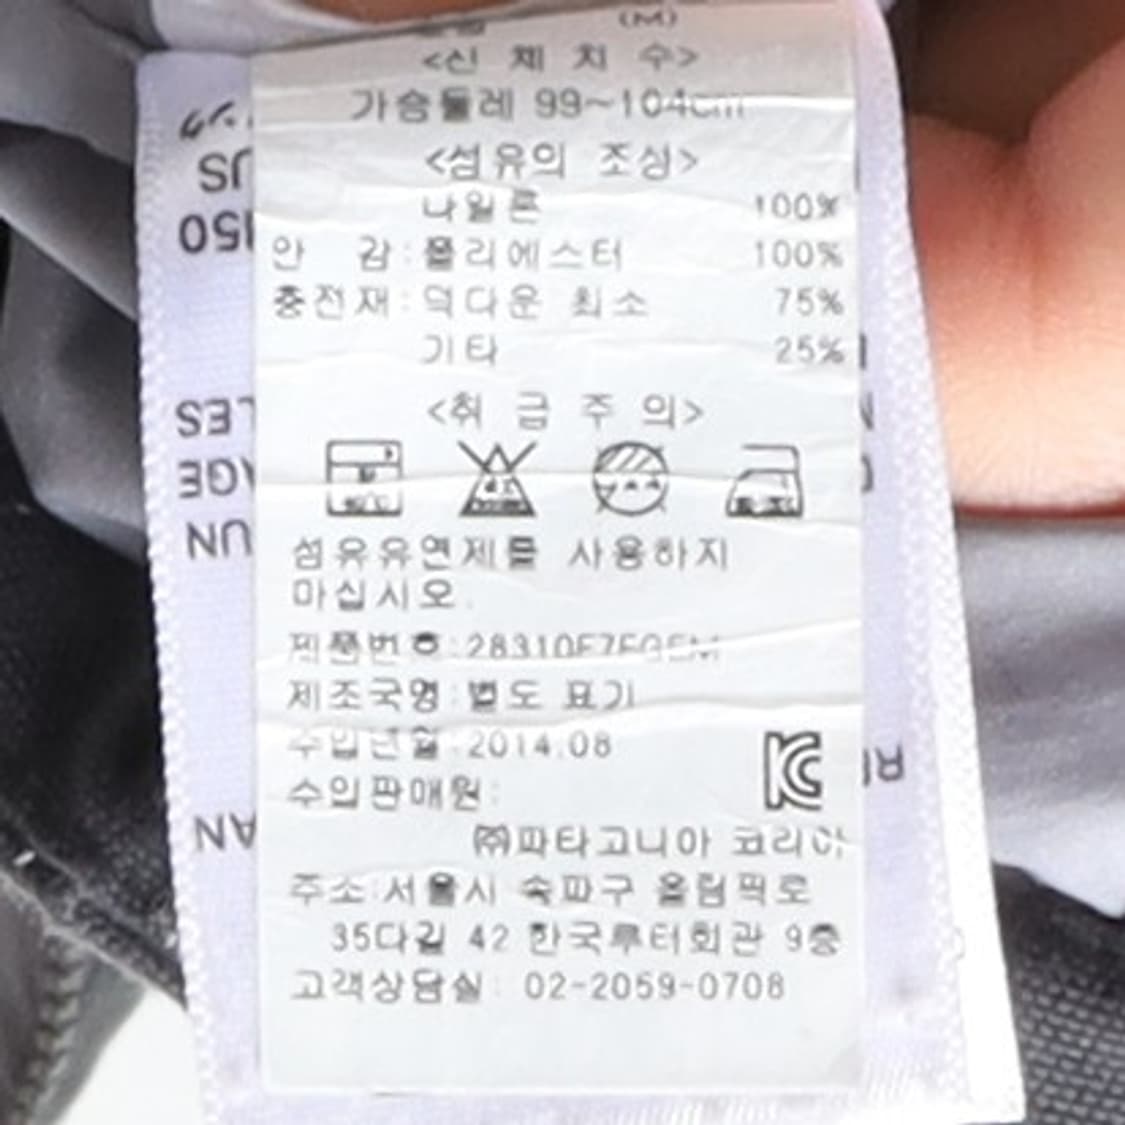 (M)
<신 체 치 수>
가슴둘레 99~104cm
<섬유의 조성>
나일론 100%
안 감:폴리에스터 100%
충전재:덕다운 최소 75%
기타 25%
<취 급 주 의>
섬유유연제를 사용하지
마십시오.
제품번호:28310F7FGEM
제조국명:별도 표기
수입년월:2014.08
수입판매원:
㈜파타고니아 코리아
주소:서울시 송파구 올림픽로
35다길 42 한국루터회관 9층
고객상담실: 02-2059-0708